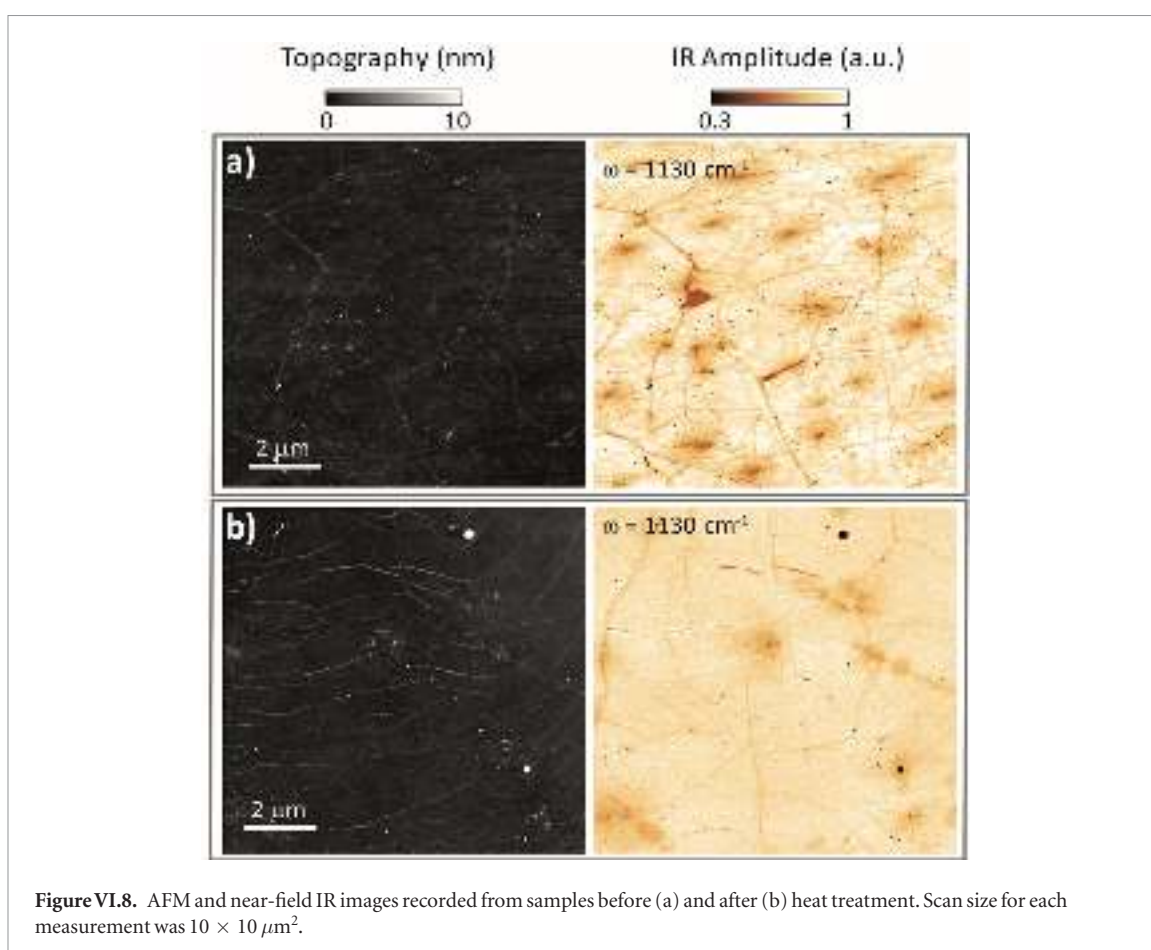 Topography (nm) IR Amplitude (a.u.)
0 10 0.3 1
a) ω = 1130 cm⁻¹
2 μm
b) ω = 1130 cm⁻¹
2 μm
Figure VI.8. AFM and near-field IR images recorded from samples before (a) and after (b) heat treatment. Scan size for each
measurement was 10 × 10 μm².